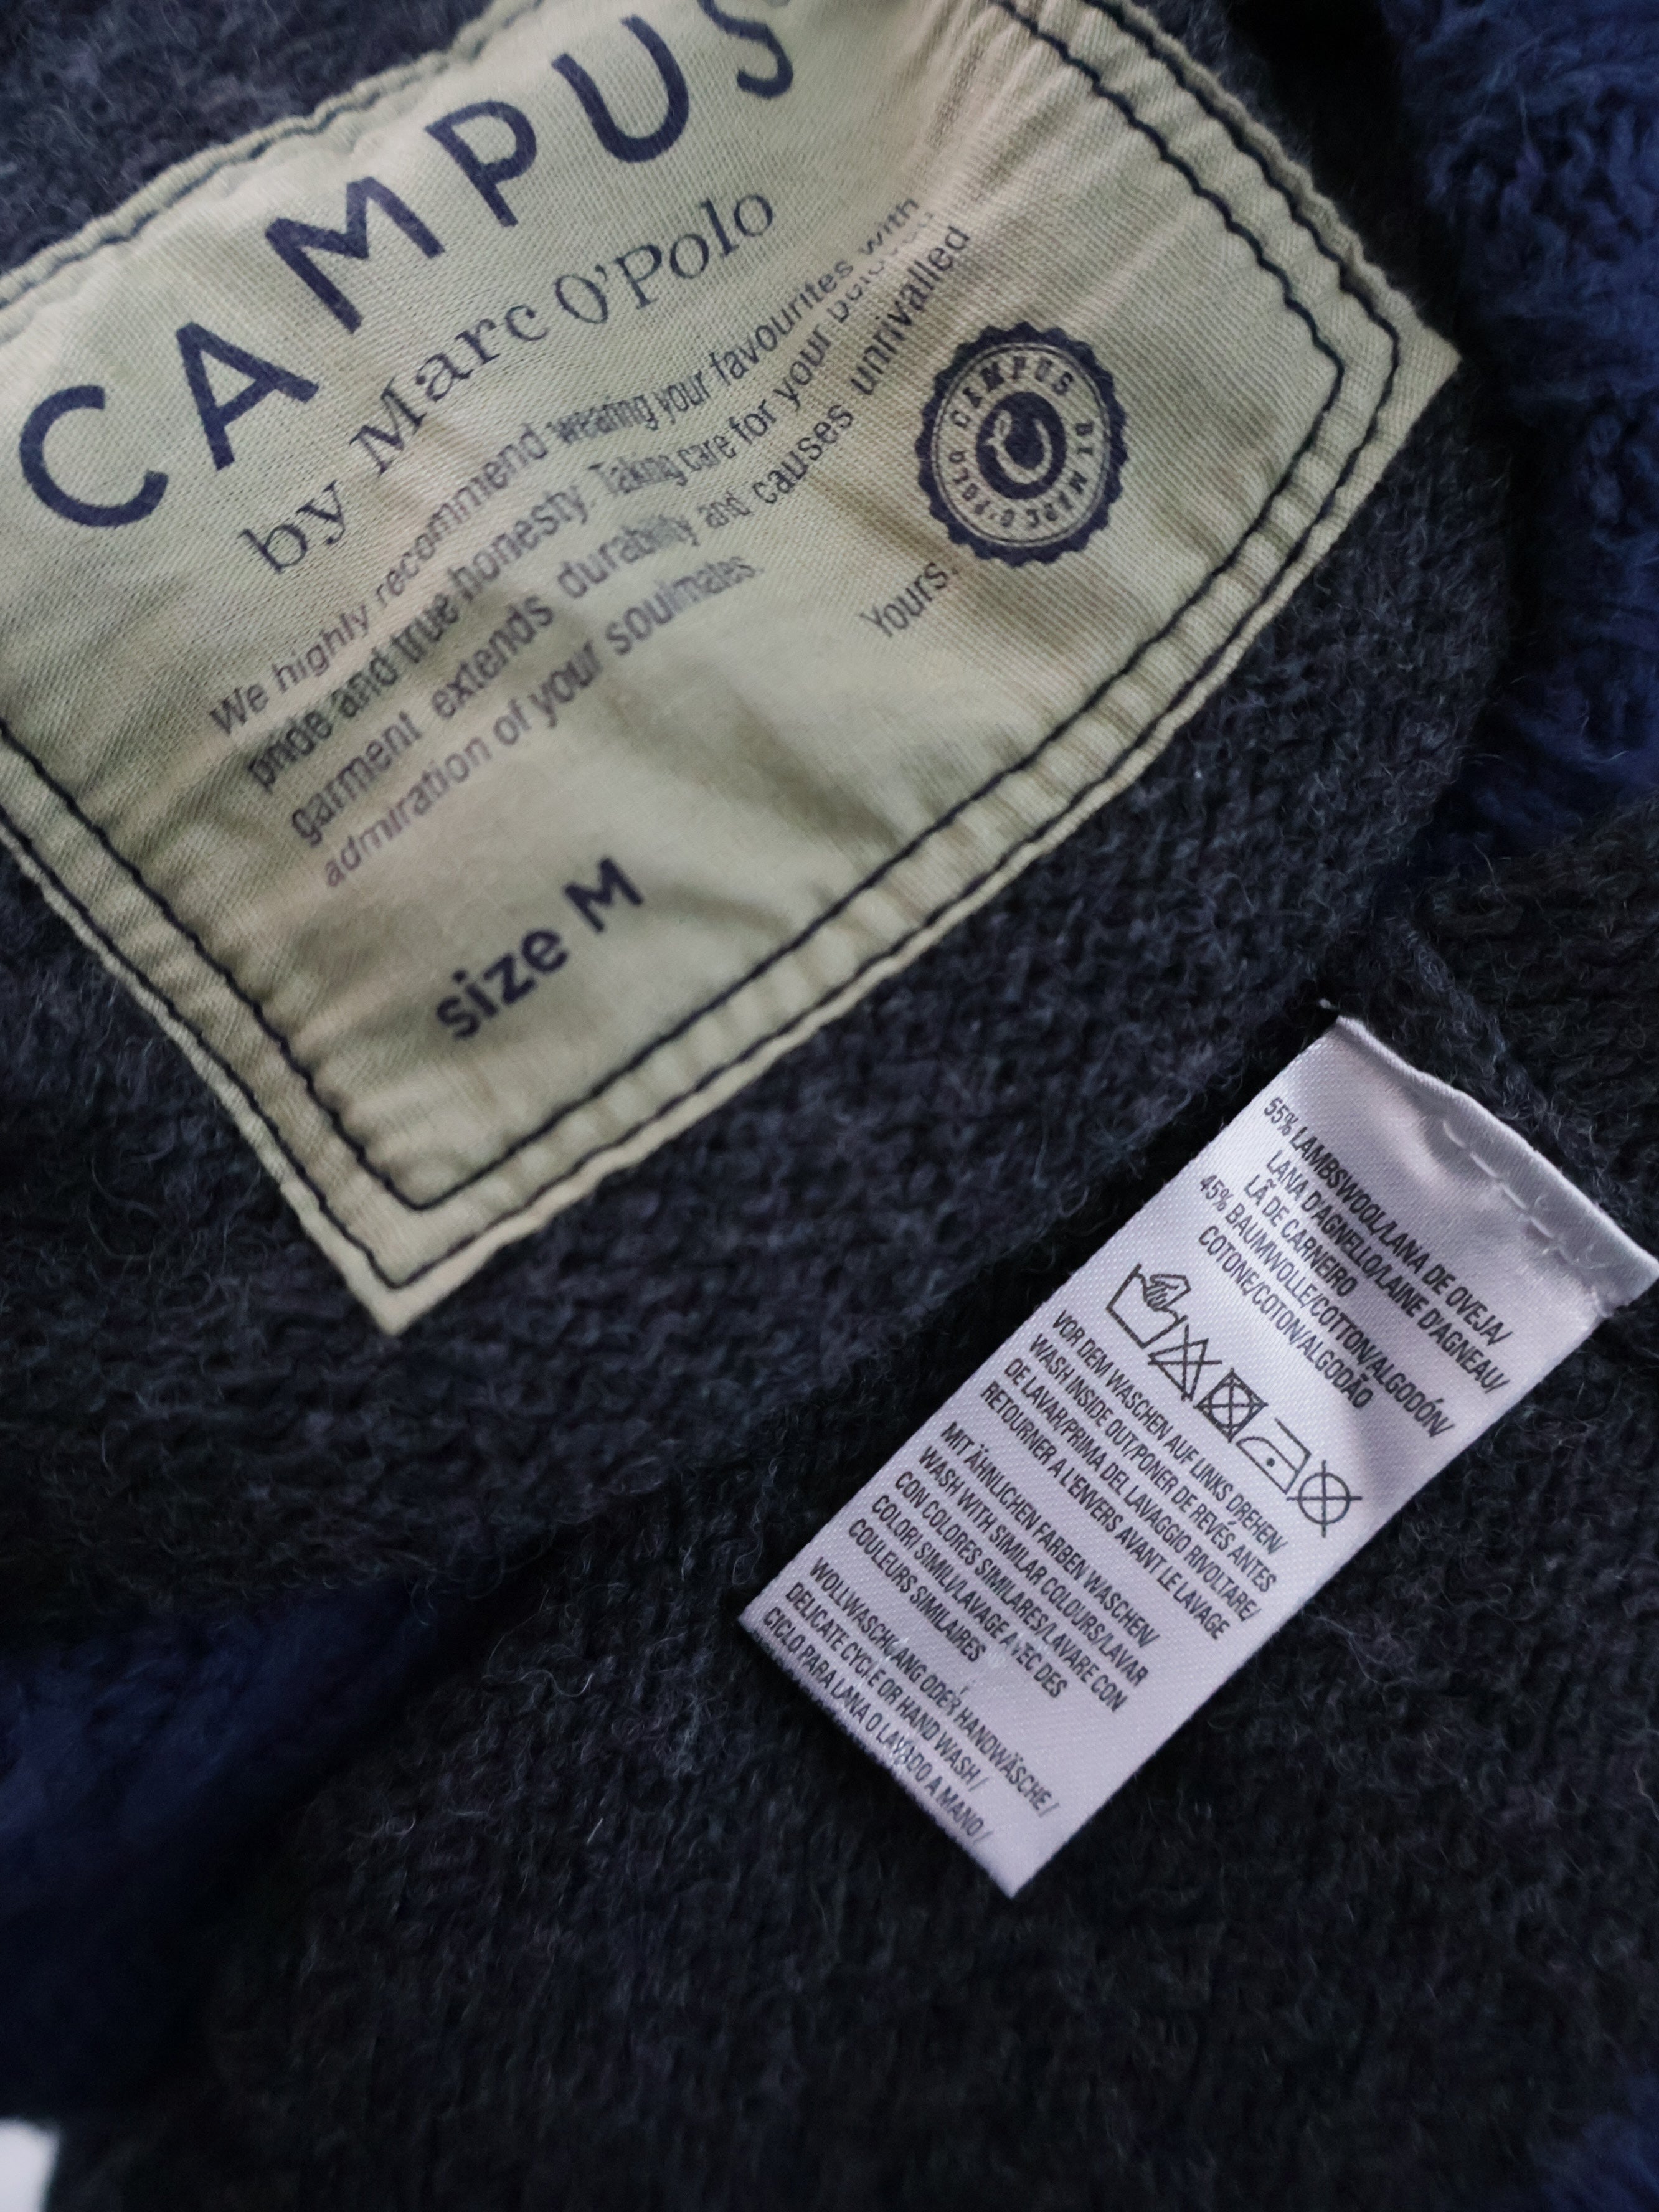 CAMPUS
by Marc O'Polo
We highly recommend wearing your favourites with
pride and true honesty. Taking care for your beloved
garment extends durability and causes unrivalled
admiration of your soulmates.
Yours,
CAMPUS BY MARC O'POLO
size M
55% LAMBSWOOL/LANA DE OVEJA/
LANA D'AGNELLO/LAINE D'AGNEAU/
LÃ DE CARNEIRO
45% BAUMWOLLE/COTTON/ALGODÓN/
COTONE/COTON/ALGODÃO
VOR DEM WASCHEN AUF LINKS DREHEN/
WASH INSIDE OUT/PONER DE REVÉS ANTES
DE LAVAR/PRIMA DEL LAVAGGIO RIVOLTARE/
RETOURNER A L'ENVERS AVANT LE LAVAGE
MIT ÄHNLICHEN FARBEN WASCHEN/
WASH WITH SIMILAR COLOURS/LAVAR
CON COLORES SIMILARES/LAVARE CON
COLORI SIMILI/LAVAGE AVEC DES
COULEURS SIMILAIRES
WOLLWASCHGANG ODER HANDWÄSCHE/
DELICATE CYCLE OR HAND WASH/
CICLO PARA LANA O LAVADO A MANO/